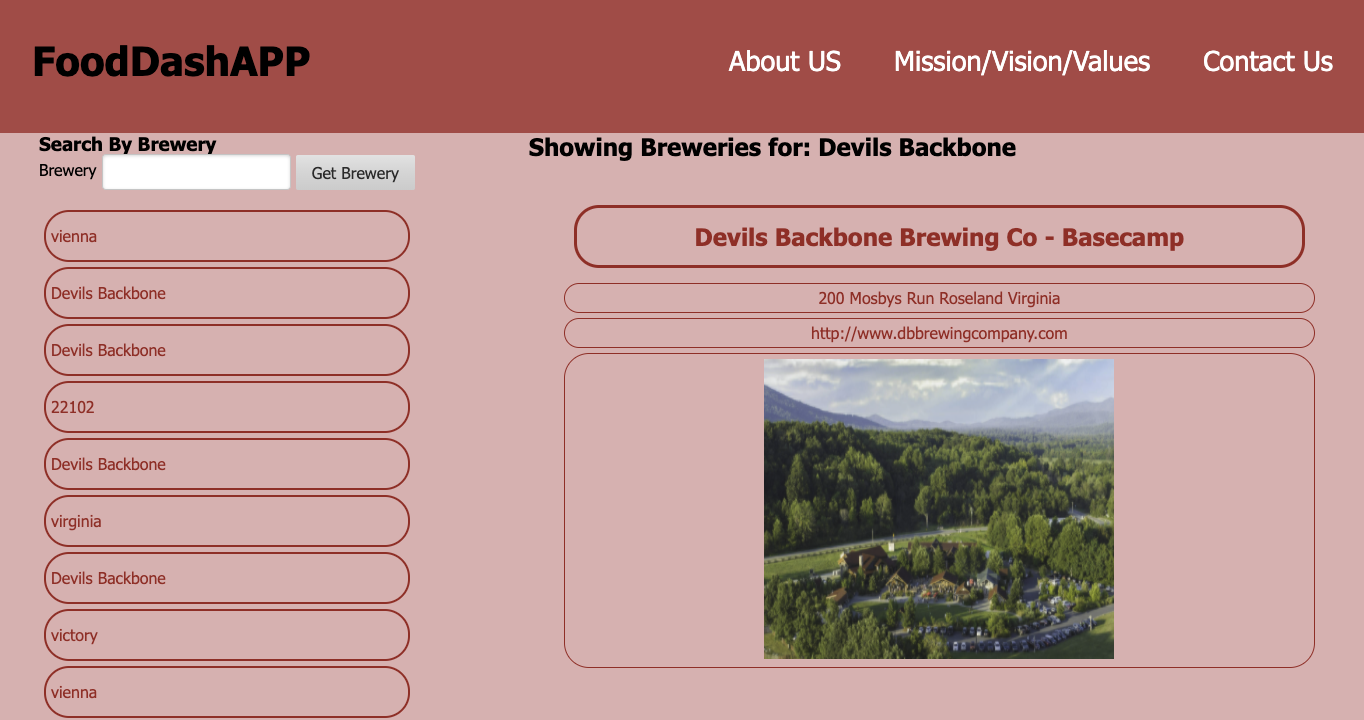 FoodDashAPP
About US
Mission/Vision/Values
Contact Us
Search By Brewery
Brewery
Get Brewery
vienna
Devils Backbone
Devils Backbone
22102
Devils Backbone
virginia
Devils Backbone
victory
vienna
Showing Breweries for: Devils Backbone
Devils Backbone Brewing Co - Basecamp
200 Mosbys Run Roseland Virginia
http://www.dbbrewingcompany.com